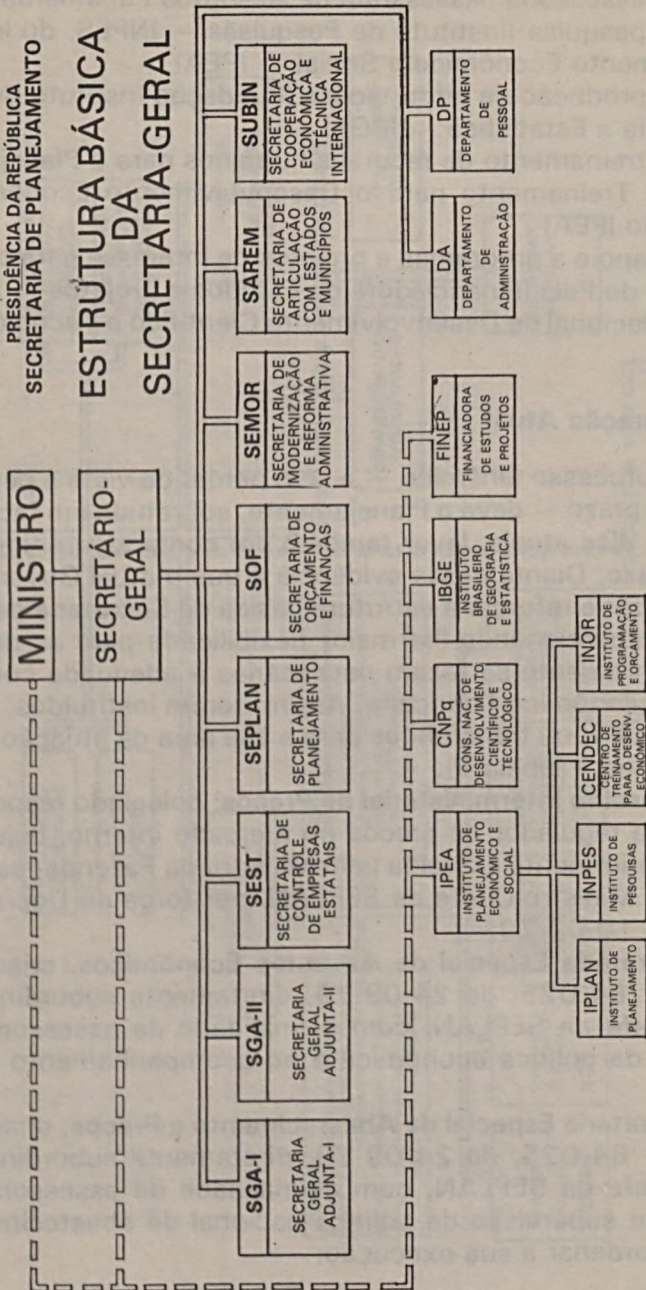 PRESIDÊNCIA DA REPÚBLICA
SECRETARIA DE PLANEJAMENTO
ESTRUTURA BÁSICA
DA
SECRETARIA-GERAL
MINISTRO
SECRETÁRIO-
GERAL
SGA-I
SECRETARIA
GERAL
ADJUNTA-I
SGA-II
SECRETARIA
GERAL
ADJUNTA-II
SEST
SECRETARIA DE
CONTROLE
DE EMPRESAS
ESTATAIS
SEPLAN
SECRETARIA DE
PLANEJAMENTO
SOF
SECRETARIA DE
ORÇAMENTO
E FINANÇAS
SEMOR
SECRETARIA DE
MODERNIZAÇÃO
E REFORMA
ADMINISTRATIVA
SAREM
SECRETARIA DE
ARTICULAÇÃO
COM ESTADOS
E MUNICÍPIOS
SUBIN
SECRETARIA DE
COOPERAÇÃO
ECONÔMICA E
TÉCNICA
INTERNACIONAL
IPEA
INSTITUTO DE
PLANEJAMENTO
ECONÔMICO E
SOCIAL
CNPq
CONS. NAC. DE
DESENVOLVIMENTO
CIENTÍFICO E
TECNOLÓGICO
IBGE
INSTITUTO
BRASILEIRO
DE GEOGRAFIA
E ESTATÍSTICA
FINEP
FINANCIADORA
DE ESTUDOS
E PROJETOS
DA
DEPARTAMENTO
DE
ADMINISTRAÇÃO
DP
DEPARTAMENTO
DE
PESSOAL
IPLAN
INSTITUTO DE
PLANEJAMENTO
INPES
INSTITUTO DE
PESQUISAS
CENDEC
CENTRO DE
TREINAMENTO
PARA O DESENV.
ECONÔMICO
INOR
INSTITUTO DE
PROGRAMAÇÃO
E ORÇAMENTO